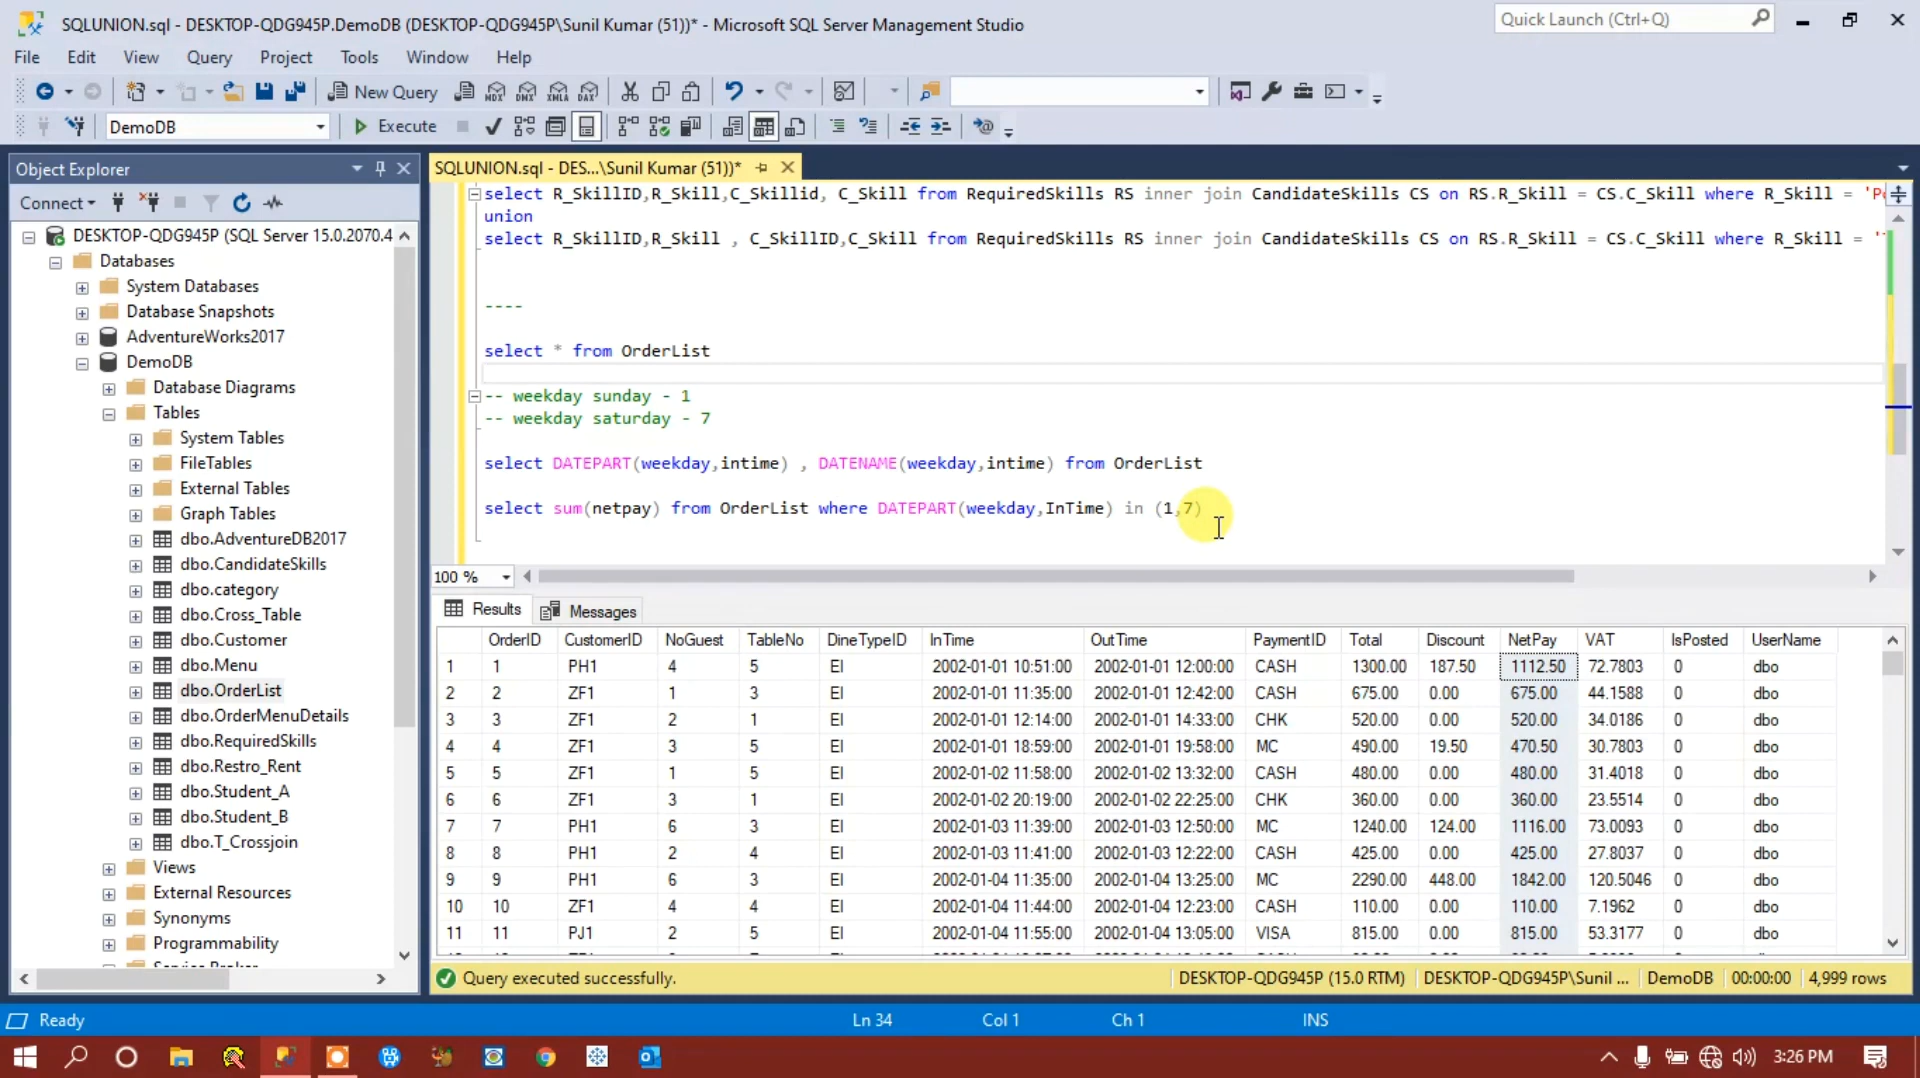 SQLUNION.sql - DESKTOP-QDG945P.DemoDB (DESKTOP-QDG945P\Sunil Kumar (51))* - Microsoft SQL Server Management Studio
Quick Launch (Ctrl+Q)
File Edit View Query Project Tools Window Help
New Query
DemoDB Execute
Object Explorer
SQLUNION.sql - DES...\Sunil Kumar (51))*
Connect
DESKTOP-QDG945P (SQL Server 15.0.2070.4
Databases
System Databases
Database Snapshots
AdventureWorks2017
DemoDB
Database Diagrams
Tables
System Tables
FileTables
External Tables
Graph Tables
dbo.AdventureDB2017
dbo.CandidateSkills
dbo.category
dbo.Cross_Table
dbo.Customer
dbo.Menu
dbo.OrderList
dbo.OrderMenuDetails
dbo.RequiredSkills
dbo.Restro_Rent
dbo.Student_A
dbo.Student_B
dbo.T_Crossjoin
Views
External Resources
Synonyms
Programmability
select R_SkillID,R_Skill,C_Skillid, C_Skill from RequiredSkills RS inner join CandidateSkills CS on RS.R_Skill = CS.C_Skill where R_Skill =
union
select R_SkillID,R_Skill , C_SkillID,C_Skill from RequiredSkills RS inner join CandidateSkills CS on RS.R_Skill = CS.C_Skill where R_Skill =
----
select * from OrderList
-- weekday sunday - 1
-- weekday saturday - 7
select DATEPART(weekday,intime) , DATENAME(weekday,intime) from OrderList
select sum(netpay) from OrderList where DATEPART(weekday,InTime) in (1,7)
100 %
Results Messages
OrderID CustomerID NoGuest TableNo DineTypeID InTime OutTime PaymentID Total Discount NetPay VAT IsPosted UserName
1 1 PH1 4 5 EI 2002-01-01 10:51:00 2002-01-01 12:00:00 CASH 1300.00 187.50 1112.50 72.7803 0 dbo
2 2 ZF1 1 3 EI 2002-01-01 11:35:00 2002-01-01 12:42:00 CASH 675.00 0.00 675.00 44.1588 0 dbo
3 3 ZF1 2 1 EI 2002-01-01 12:14:00 2002-01-01 14:33:00 CHK 520.00 0.00 520.00 34.0186 0 dbo
4 4 ZF1 3 5 EI 2002-01-01 18:59:00 2002-01-01 19:58:00 MC 490.00 19.50 470.50 30.7803 0 dbo
5 5 ZF1 1 5 EI 2002-01-02 11:58:00 2002-01-02 13:32:00 CASH 480.00 0.00 480.00 31.4018 0 dbo
6 6 ZF1 3 1 EI 2002-01-02 20:19:00 2002-01-02 22:25:00 CHK 360.00 0.00 360.00 23.5514 0 dbo
7 7 PH1 6 3 EI 2002-01-03 11:39:00 2002-01-03 12:50:00 MC 1240.00 124.00 1116.00 73.0093 0 dbo
8 8 PH1 2 4 EI 2002-01-03 11:41:00 2002-01-03 12:22:00 CASH 425.00 0.00 425.00 27.8037 0 dbo
9 9 PH1 6 3 EI 2002-01-04 11:35:00 2002-01-04 13:25:00 MC 2290.00 448.00 1842.00 120.5046 0 dbo
10 10 ZF1 4 4 EI 2002-01-04 11:44:00 2002-01-04 12:23:00 CASH 110.00 0.00 110.00 7.1962 0 dbo
11 11 PJ1 2 5 EI 2002-01-04 11:55:00 2002-01-04 13:05:00 VISA 815.00 0.00 815.00 53.3177 0 dbo
Query executed successfully. DESKTOP-QDG945P (15.0 RTM) DESKTOP-QDG945P\Sunil ... DemoDB 00:00:00 4,999 rows
Ready Ln 34 Col 1 Ch 1 INS
3:26 PM